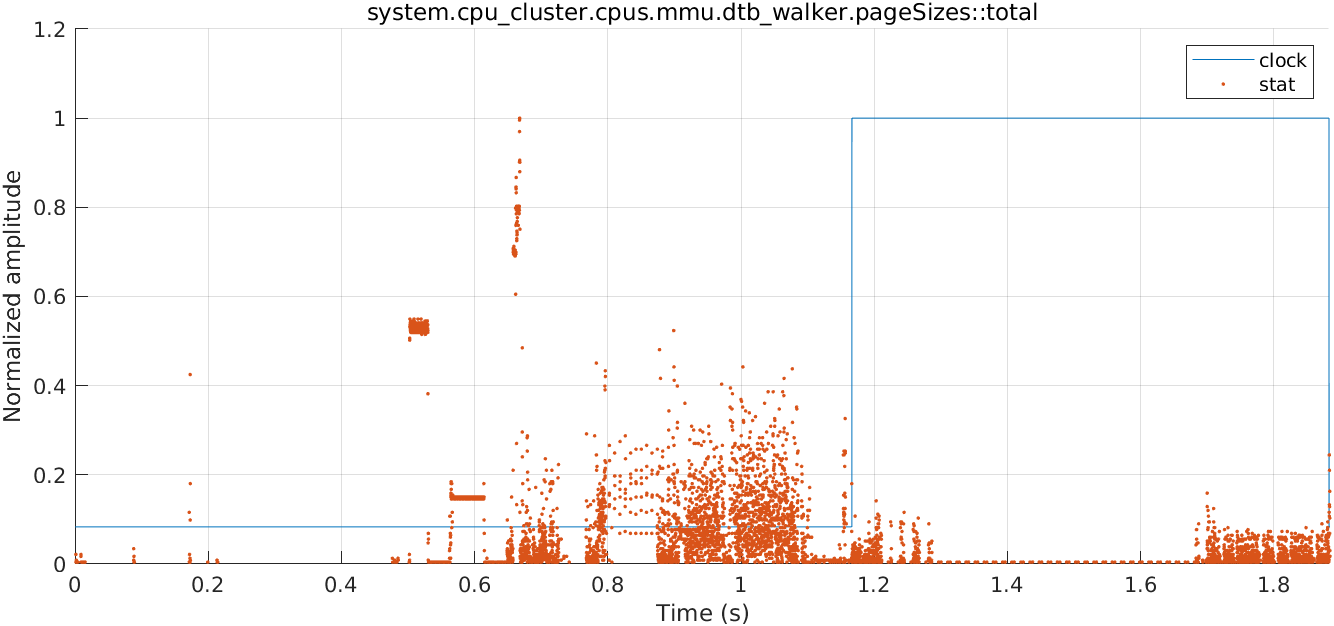 system.cpu_cluster.cpus.mmu.dtb_walker.pageSizes::total
1.2
1
0.8
0.6
0.4
0.2
0
Normalized amplitude
clock
stat
0 0.2 0.4 0.6 0.8 1 1.2 1.4 1.6 1.8
Time (s)